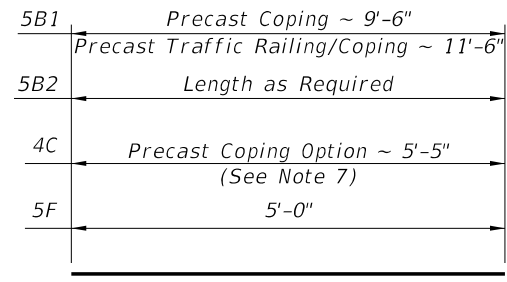 5B1 Precast Coping ~ 9'-6"
Precast Traffic Railing/Coping ~ 11'-6"
5B2 Length as Required
4C Precast Coping Option ~ 5'-5"
(See Note 7)
5F 5'-0"